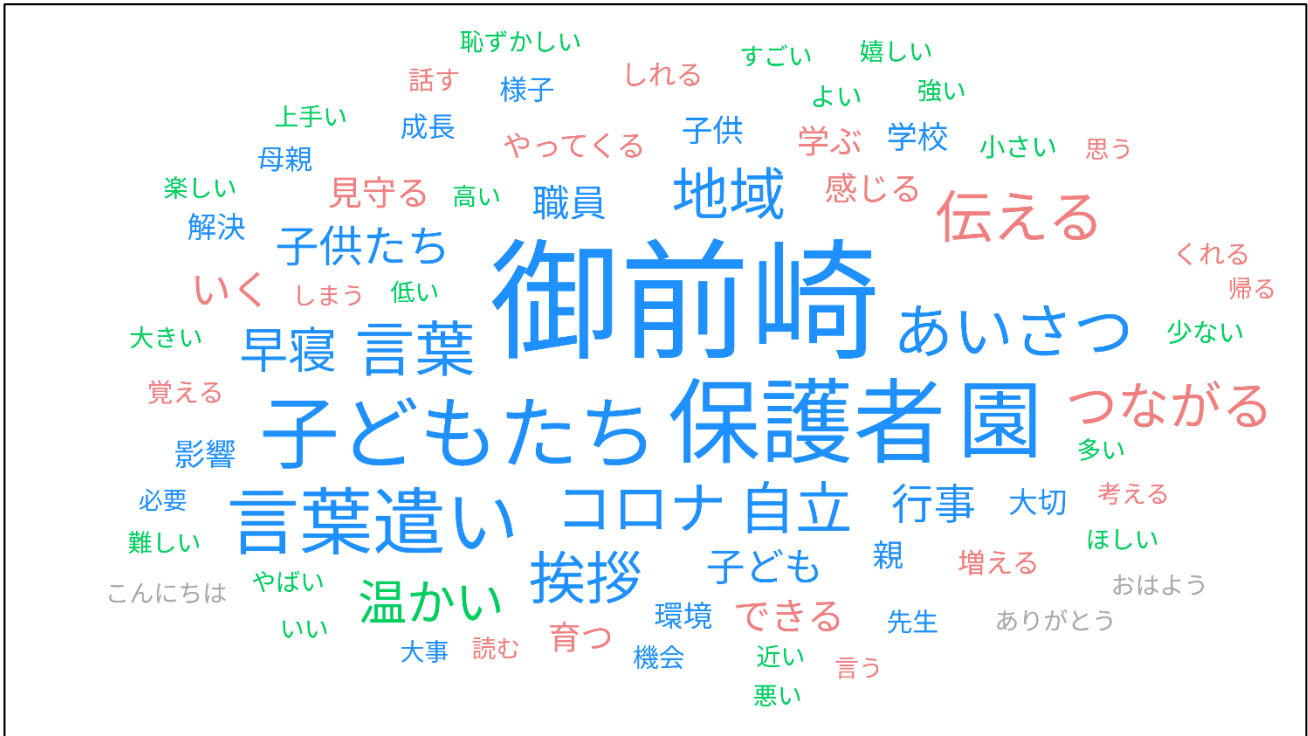 恥ずかしい すごい 嬉しい
話す 様子 しれる よい 強い
上手い 成長 やってくる 子供 学ぶ 学校 小さい 思う
母親
楽しい 見守る 高い 職員 地域 感じる 伝える
解決 子供たち くれる
いく しまう 低い 御前崎 帰る
大きい 早寝 言葉 あいさつ 少ない
覚える 子どもたち 保護者 園 つながる
影響 多い
必要 言葉遣い コロナ 自立 行事 大切 考える
難しい 挨拶 子ども 親 増える ほしい
こんにちは やばい 温かい おはよう
いい 環境 できる 先生 ありがとう
大事 読む 育つ 機会 近い 言う
悪い